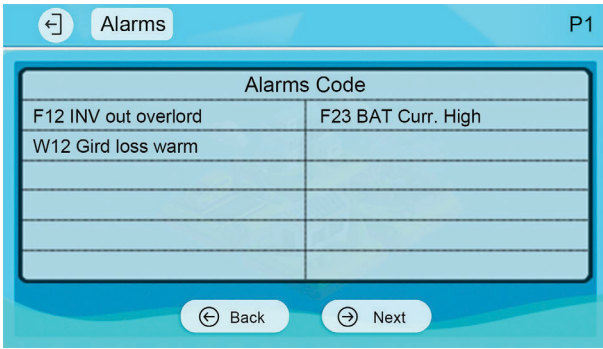 Alarms
P1
Alarms Code
F12 INV out overlord
F23 BAT Curr. High
W12 Gird loss warm
Back
Next